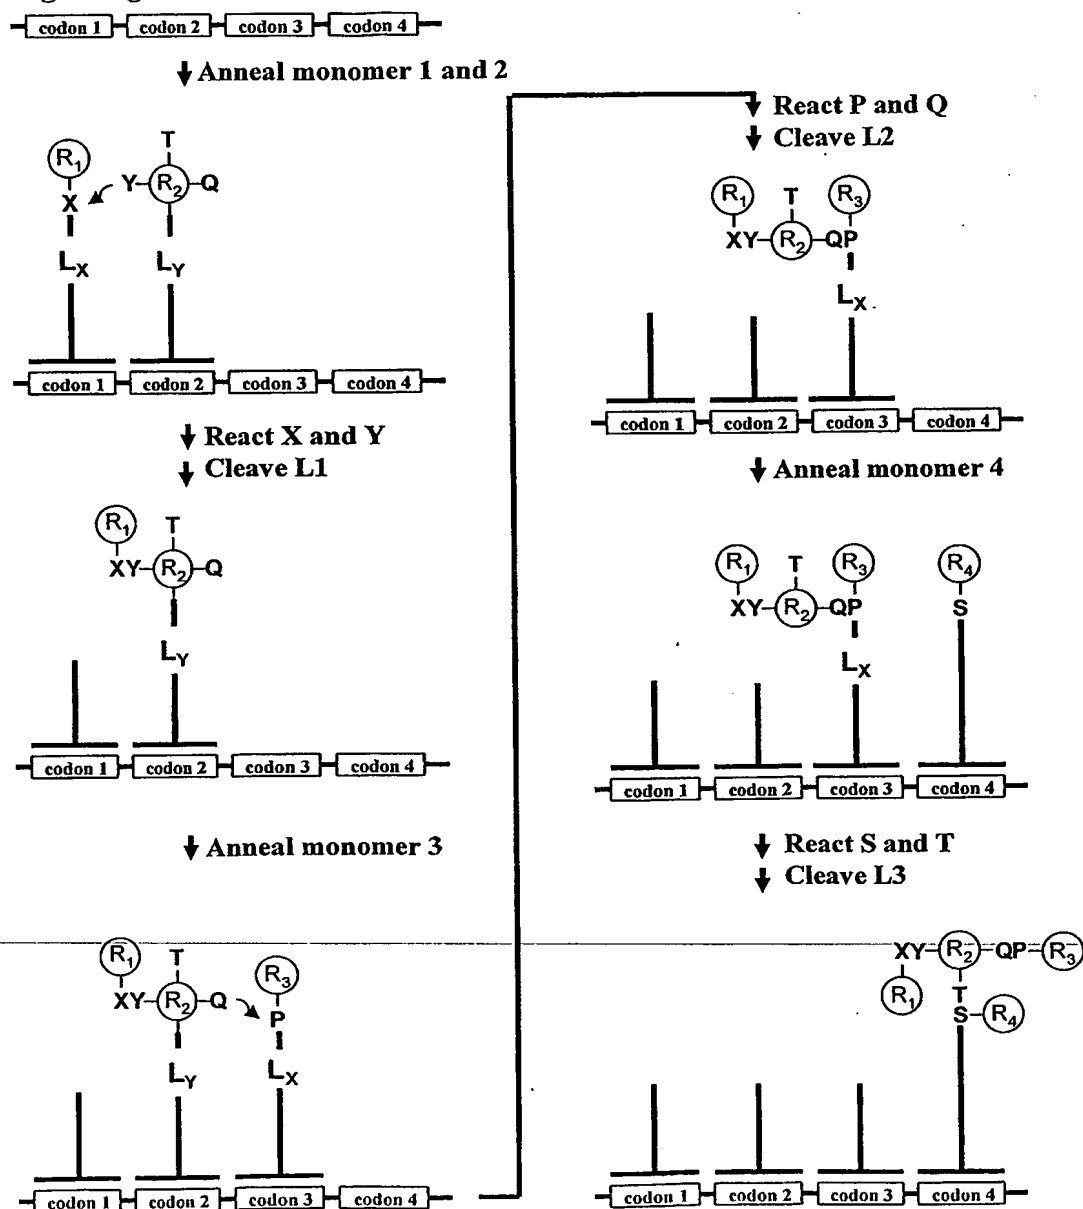 codon 1 codon 2 codon 3 codon 4
Anneal monomer 1 and 2
T
R1
Y R2 Q
X
LX LY
codon 1 codon 2 codon 3 codon 4
React X and Y
Cleave L1
R1 T
XY R2 Q
LY
codon 1 codon 2 codon 3 codon 4
Anneal monomer 3
R1 T R3
XY R2 Q P
LY LX
codon 1 codon 2 codon 3 codon 4
React P and Q
Cleave L2
R1 T R3
XY R2 QP
LX
codon 1 codon 2 codon 3 codon 4
Anneal monomer 4
R1 T R3 R4
XY R2 QP S
LX
codon 1 codon 2 codon 3 codon 4
React S and T
Cleave L3
XY R2 QP R3
R1 T
S R4
codon 1 codon 2 codon 3 codon 4